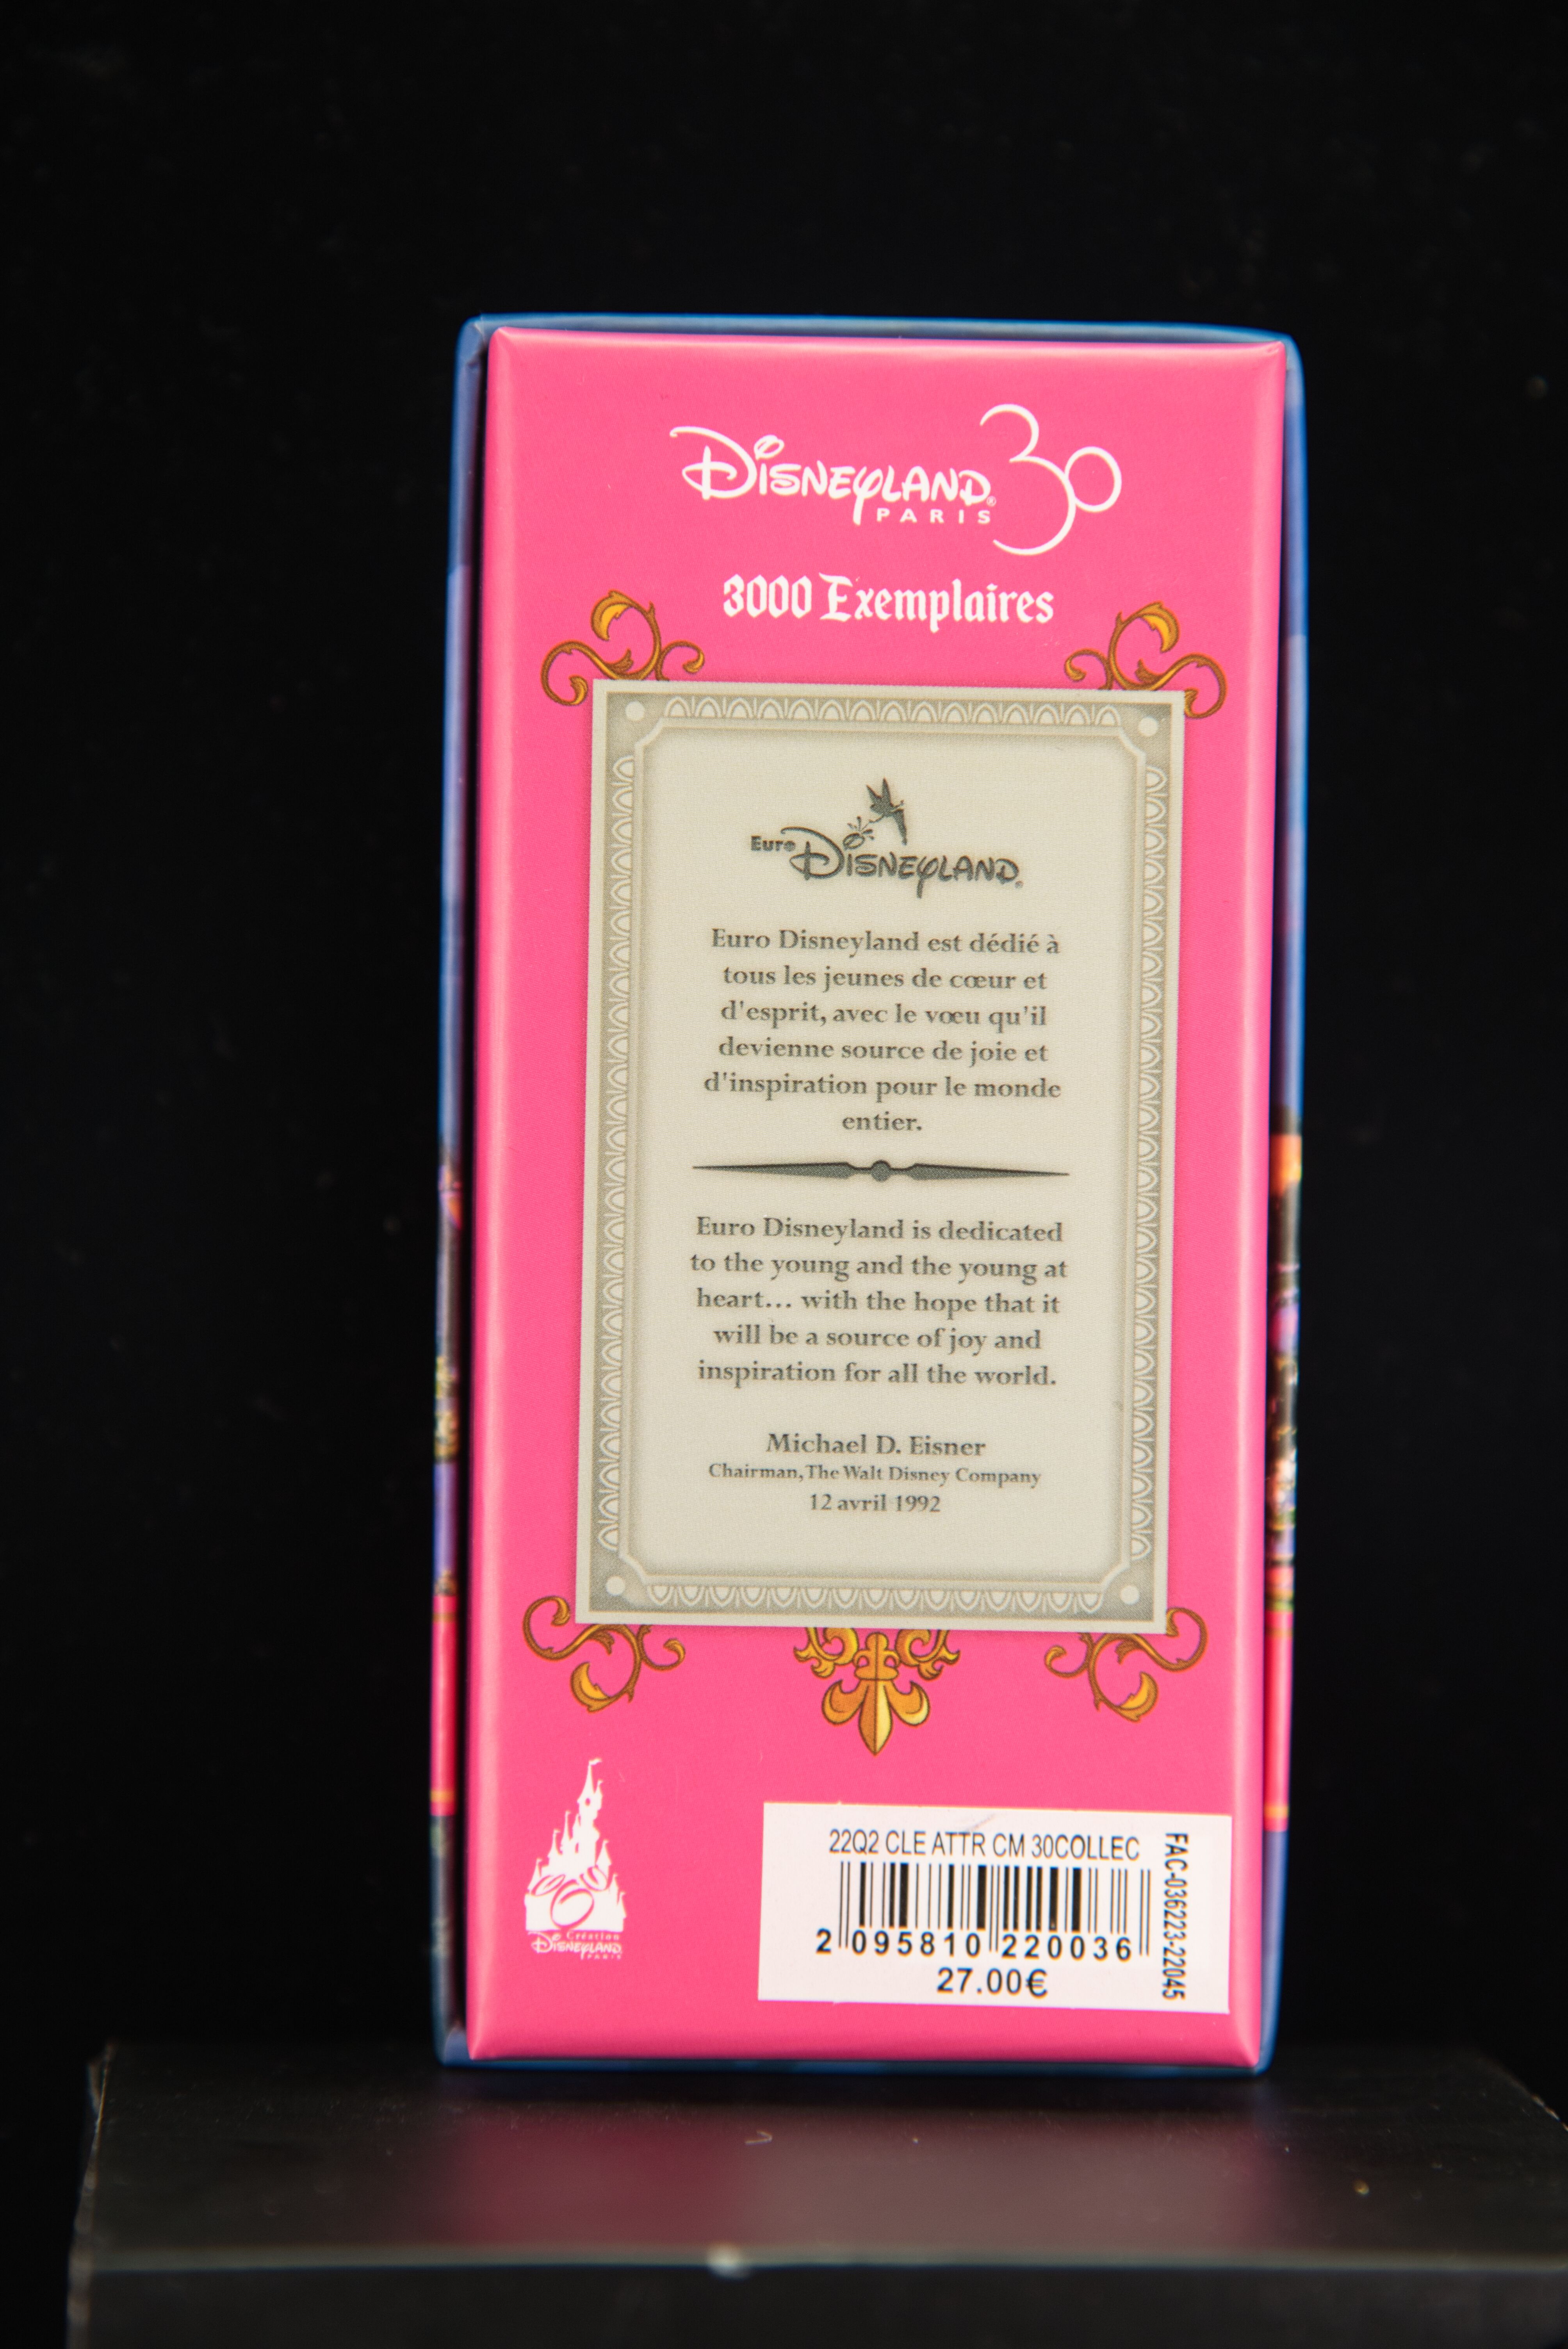 Disneyland® 30
PARIS
3000 Exemplaires
Euro Disneyland®
Euro Disneyland est dédié à
tous les jeunes de cœur et
d'esprit, avec le vœu qu'il
devienne source de joie et
d'inspiration pour le monde
entier.
Euro Disneyland is dedicated
to the young and the young at
heart... with the hope that it
will be a source of joy and
inspiration for all the world.
Michael D. Eisner
Chairman, The Walt Disney Company
12 avril 1992
Création
Disneyland
PARIS
22Q2 CLE ATTR CM 30COLLEC
2 095810 220036
27.00€
FAC-036223-22045